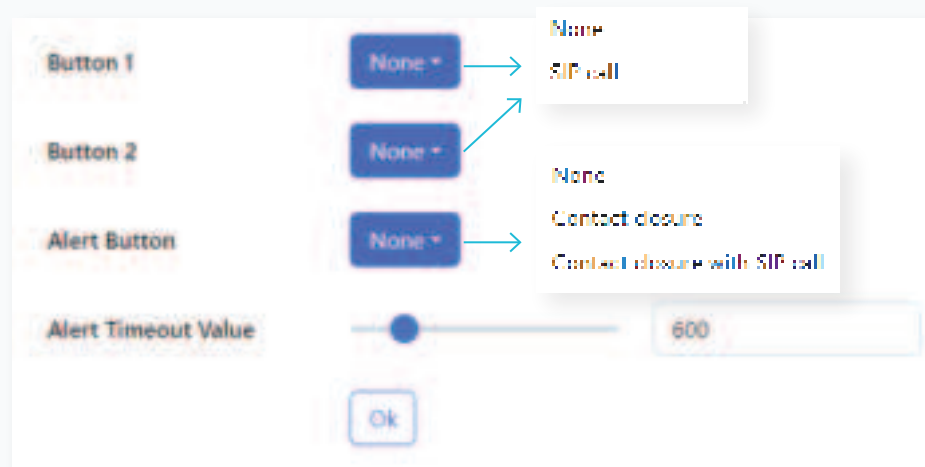 Button 1
None
None
SIP call
Button 2
None
Alert Button
None
None
Contact closure
Contact closure with SIP call
Alert Timeout Value
600
Ok